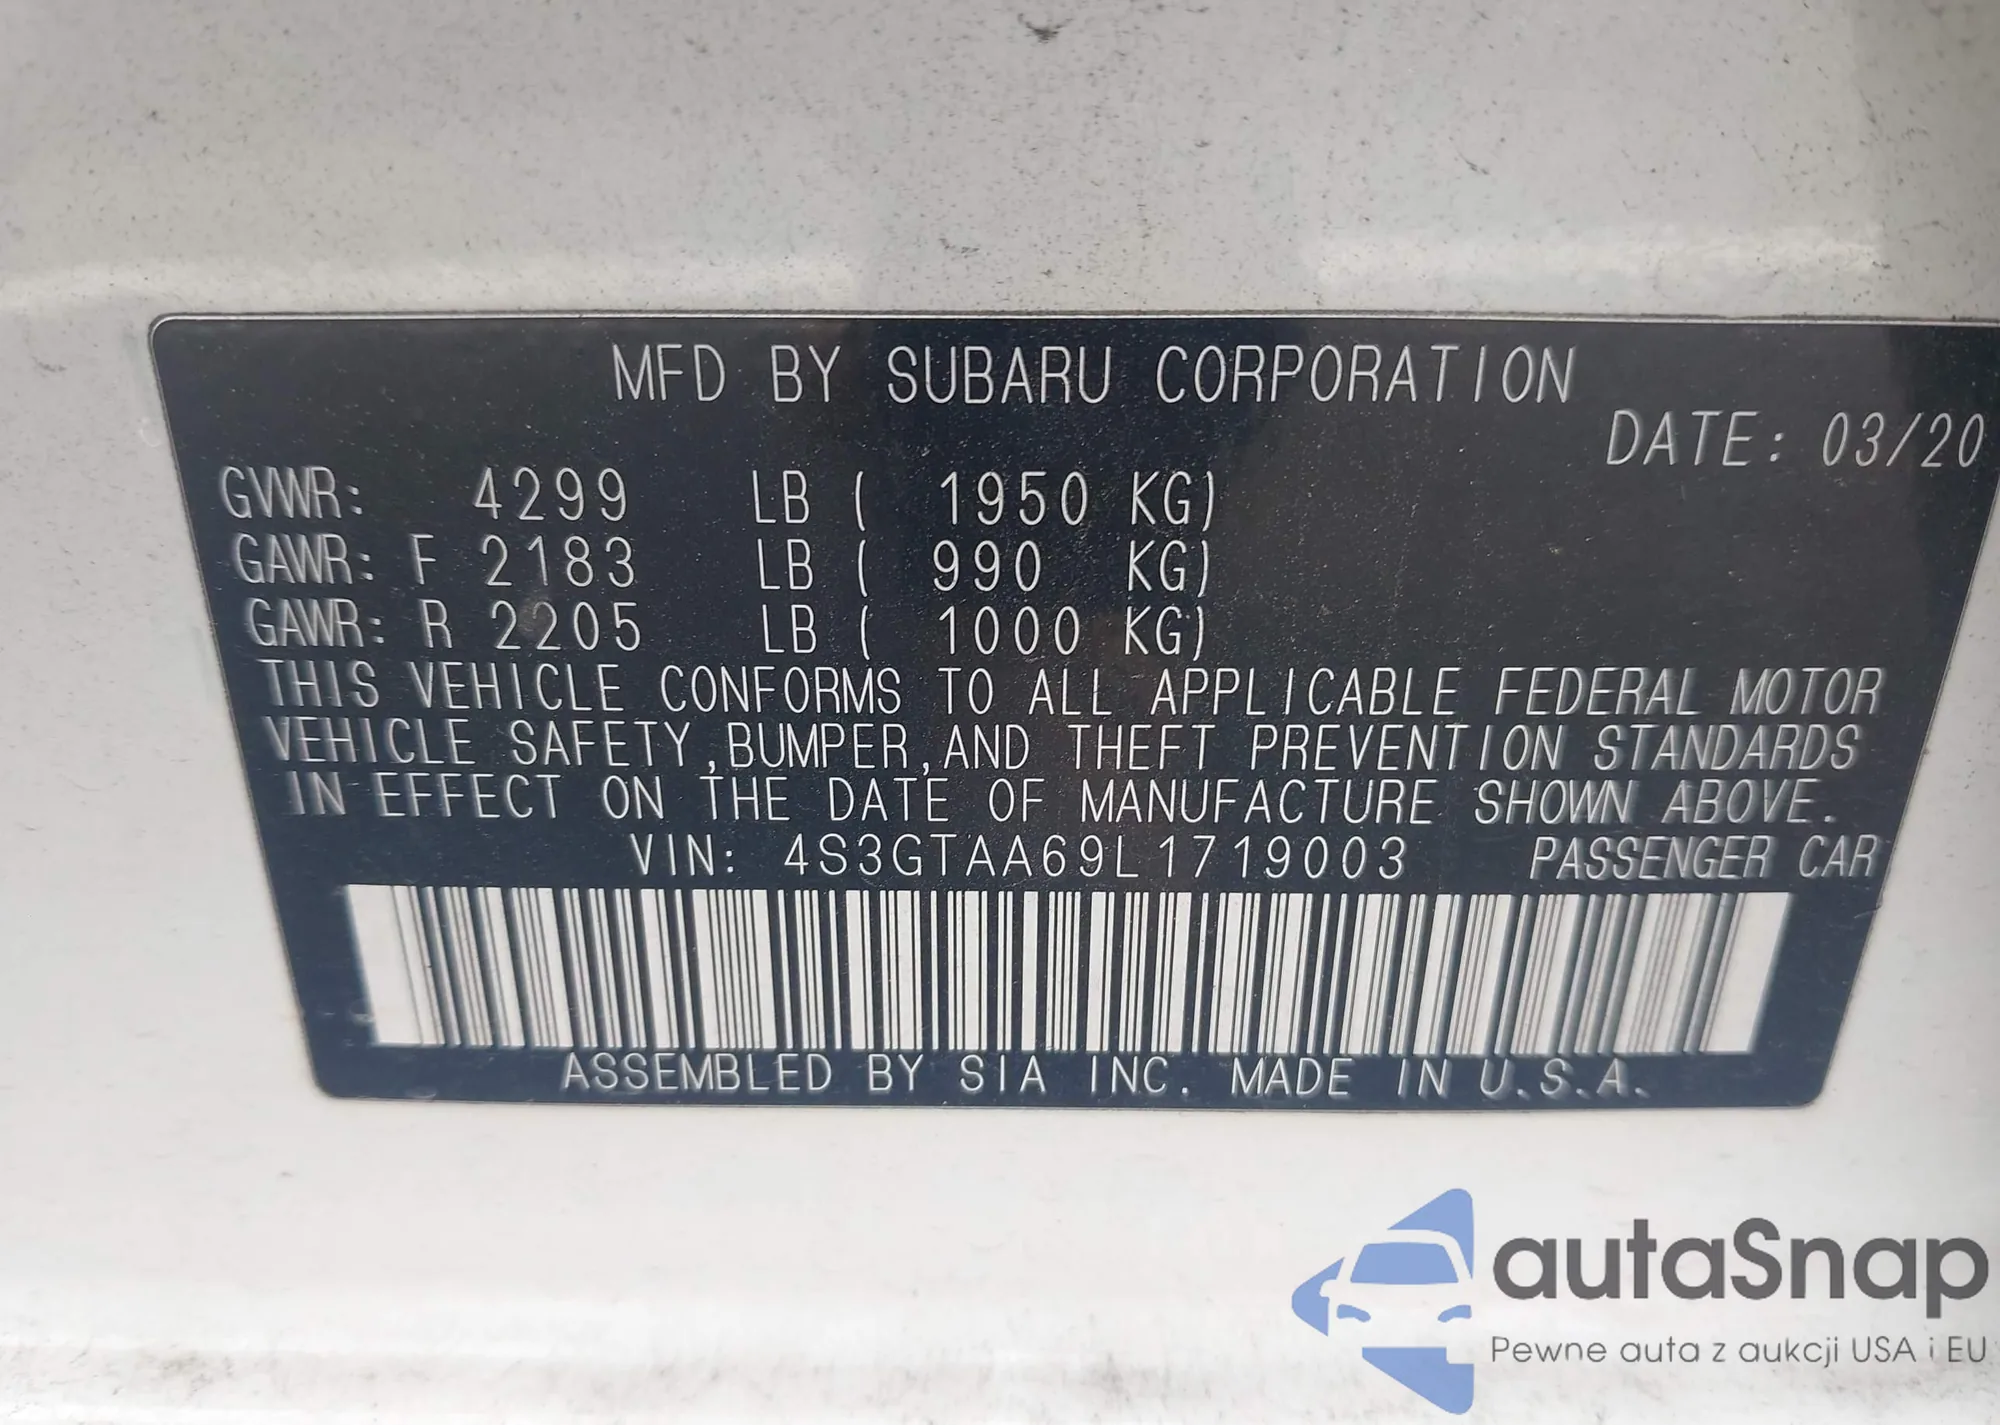 MFD BY SUBARU CORPORATION
DATE: 03/20
GVWR: 4299 LB ( 1950 KG)
GAWR: F 2183 LB ( 990 KG)
GAWR: R 2205 LB ( 1000 KG)
THIS VEHICLE CONFORMS TO ALL APPLICABLE FEDERAL MOTOR
VEHICLE SAFETY,BUMPER,AND THEFT PREVENTION STANDARDS
IN EFFECT ON THE DATE OF MANUFACTURE SHOWN ABOVE.
VIN: 4S3GTAA69L1719003 PASSENGER CAR
ASSEMBLED BY SIA INC. MADE IN U.S.A.
autaSnap
Pewne auta z aukcji USA i EU